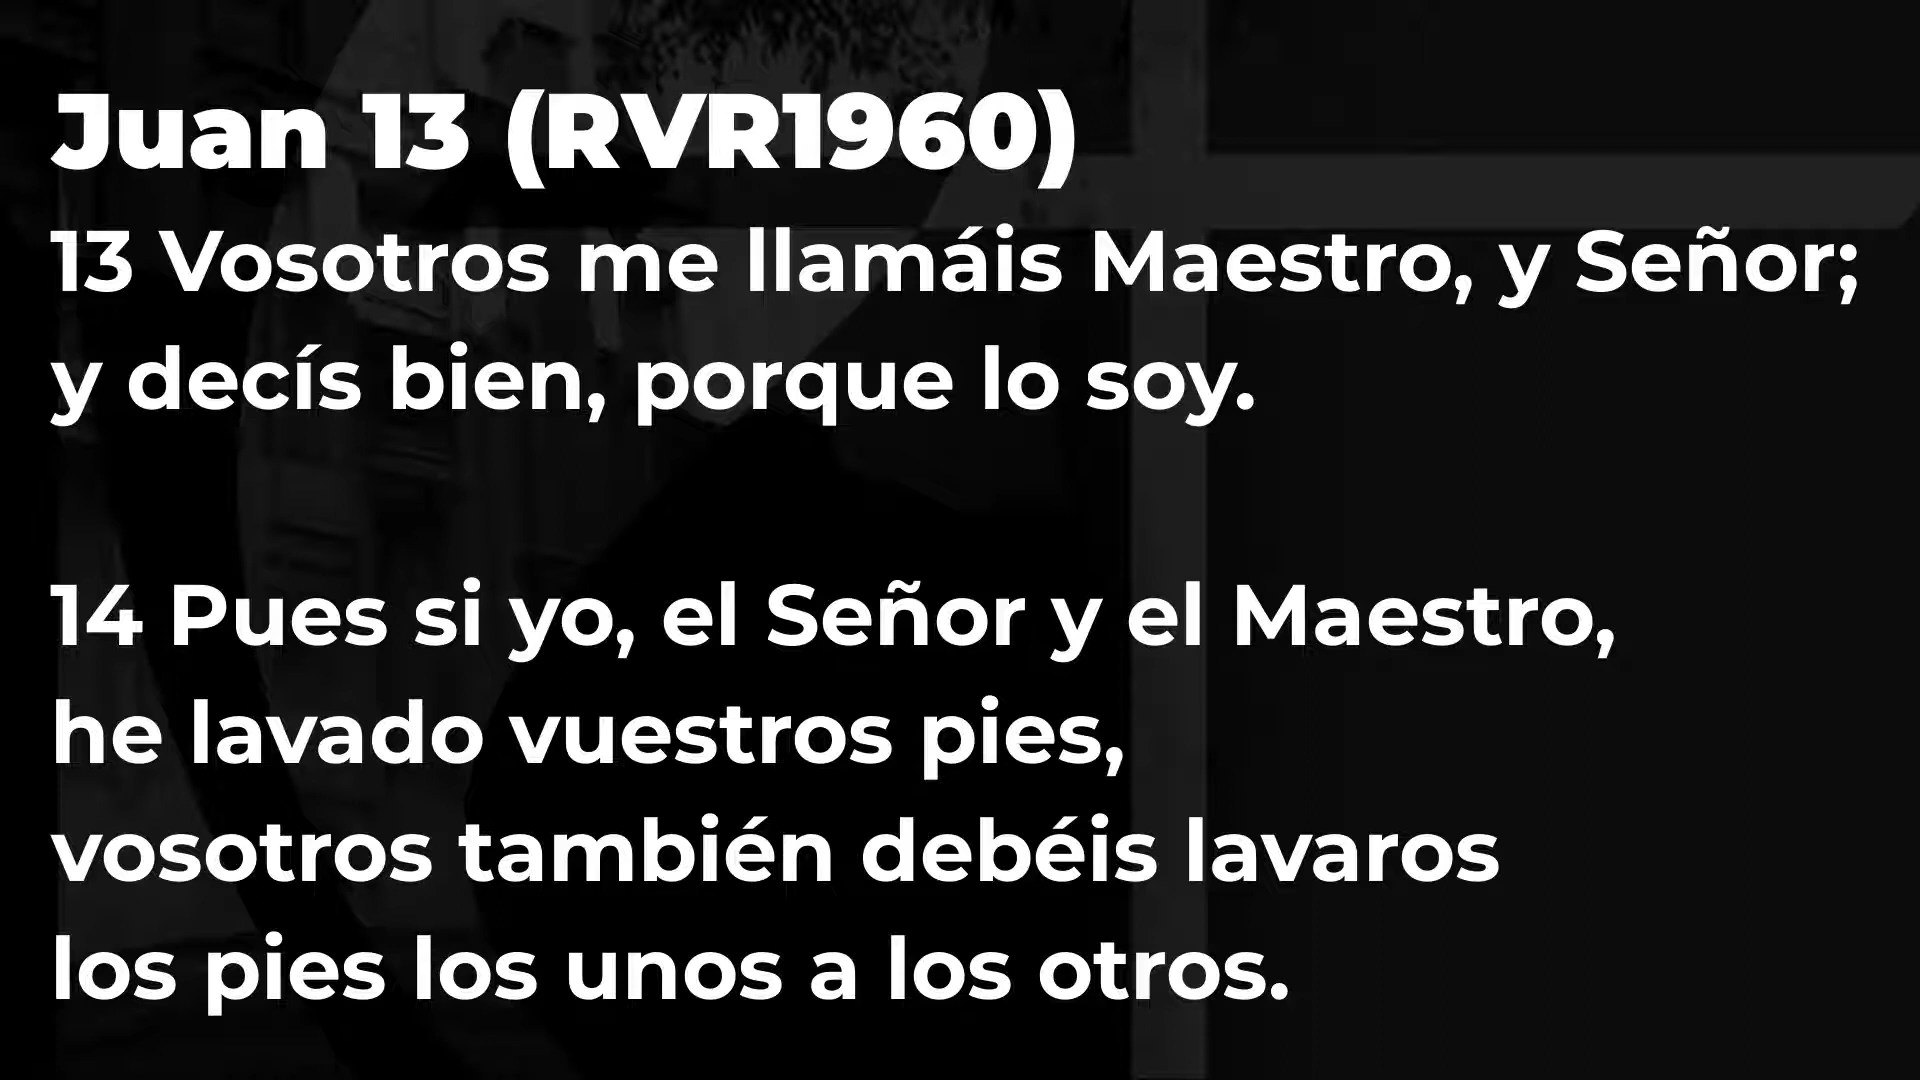 Juan 13 (RVR1960)
13 Vosotros me llamáis Maestro, y Señor;
y decís bien, porque lo soy.
14 Pues si yo, el Señor y el Maestro,
he lavado vuestros pies,
vosotros también debéis lavaros
los pies los unos a los otros.